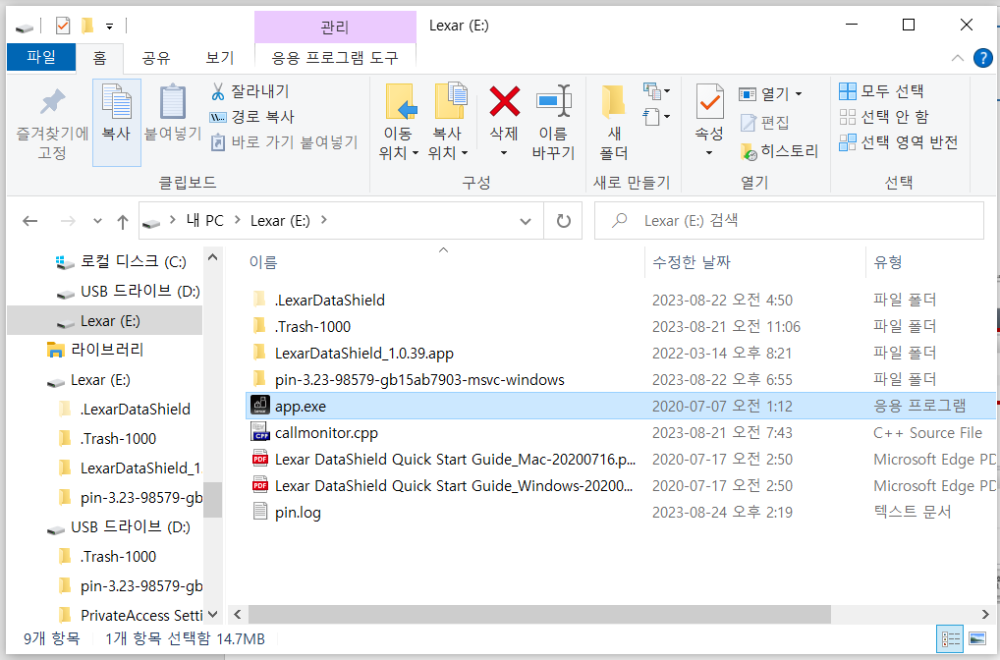 관리
Lexar (E:)
파일
홈
공유
보기
응용 프로그램 도구
즐겨찾기에
고정
복사
붙여넣기
잘라내기
경로 복사
바로 가기 붙여넣기
클립보드
이동
위치
복사
위치
삭제
이름
바꾸기
구성
새
폴더
새로 만들기
속성
열기
편집
히스토리
열기
모두 선택
선택 안 함
선택 영역 반전
선택
내 PC > Lexar (E:) >
Lexar (E:) 검색
로컬 디스크 (C:)
USB 드라이브 (D:)
Lexar (E:)
라이브러리
Lexar (E:)
.LexarDataShield
.Trash-1000
LexarDataShield_1
pin-3.23-98579-gb
USB 드라이브 (D:)
.Trash-1000
pin-3.23-98579-gb
PrivateAccess Setti
이름 수정한 날짜 유형
.LexarDataShield 2023-08-22 오전 4:50 파일 폴더
.Trash-1000 2023-08-21 오전 11:06 파일 폴더
LexarDataShield_1.0.39.app 2022-03-14 오후 8:21 파일 폴더
pin-3.23-98579-gb15ab7903-msvc-windows 2023-08-22 오후 6:55 파일 폴더
app.exe 2020-07-07 오전 1:12 응용 프로그램
callmonitor.cpp 2023-08-21 오전 7:43 C++ Source File
Lexar DataShield Quick Start Guide_Mac-20200716.p... 2020-07-17 오전 2:50 Microsoft Edge PD
Lexar DataShield Quick Start Guide_Windows-20200... 2020-07-17 오전 2:50 Microsoft Edge PD
pin.log 2023-08-24 오후 2:19 텍스트 문서
9개 항목 1개 항목 선택함 14.7MB